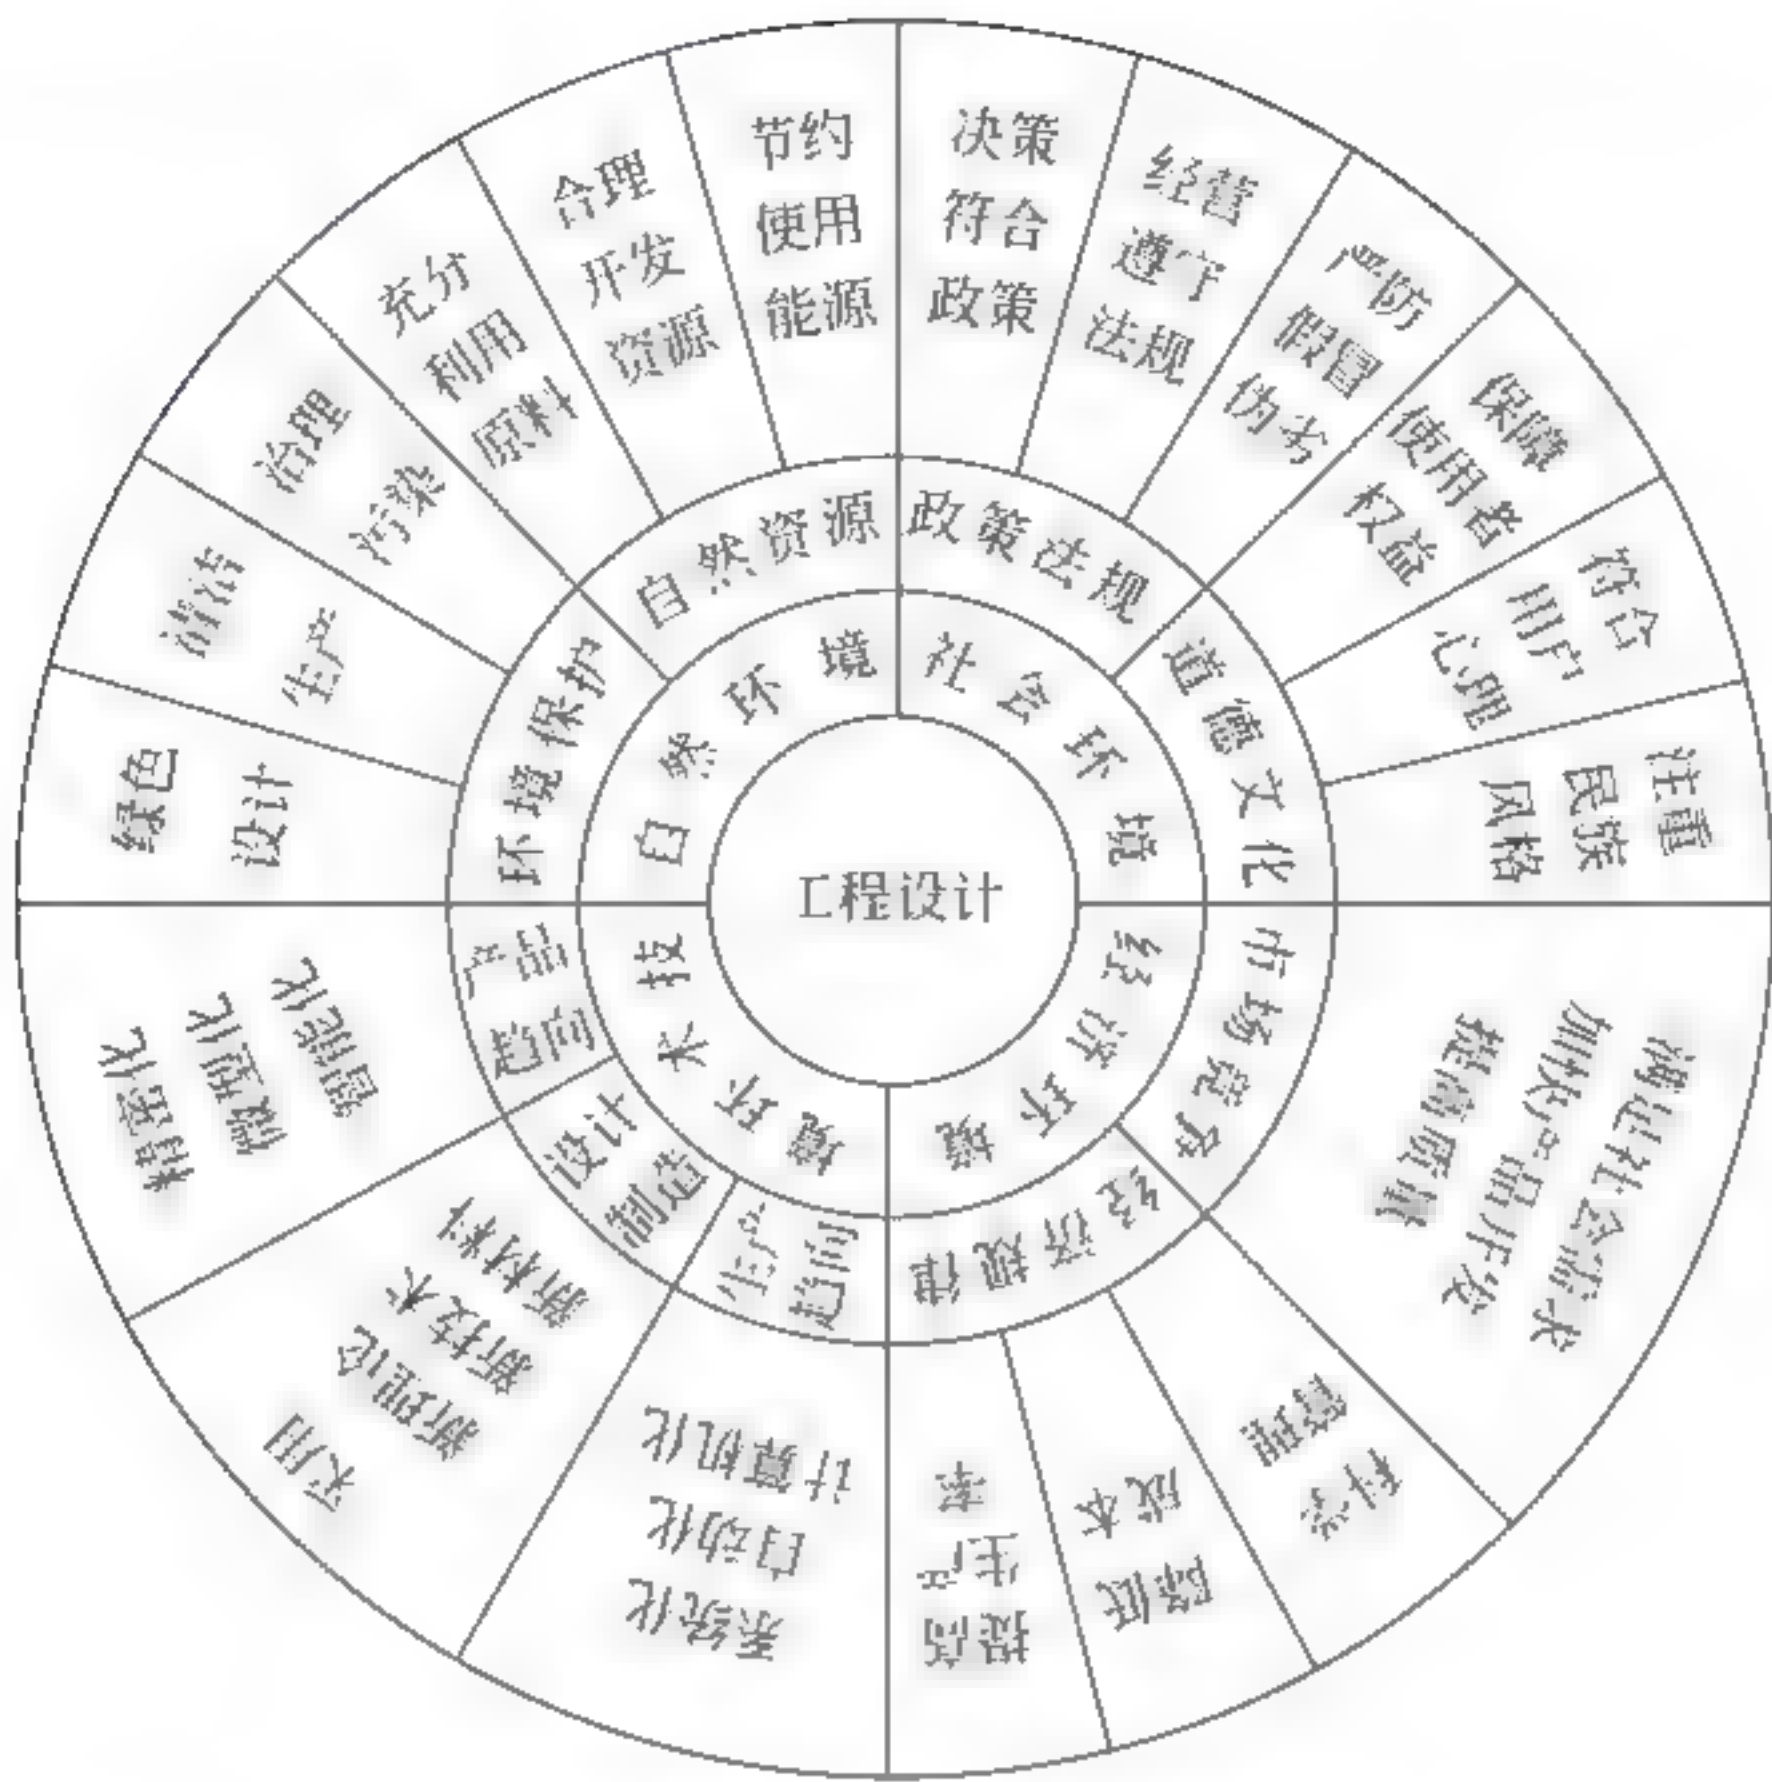 工程设计
自然环境
社会环境
经济环境
技术环境
自然资源
政策法规
道德文化
市场竞争
经济规律
生产趋向
设计
制造
产品
趋向
环境保护
节约
使用
能源
决策
符合
政策
经营
遵守
法规
严防
假冒
伪劣
保障
使用者
权益
符合
用户
心理
注重
民族
风格
满足社会需求
加快产品开发
提高质量
科学
管理
降低
成本
提高
生产
率
系统化
自动化
计算机化
采用
新理论
新技术
新材料
精密化
微型化
智能化
绿色
设计
清洁
生产
治理
污染
充分
利用
原料
合理
开发
资源